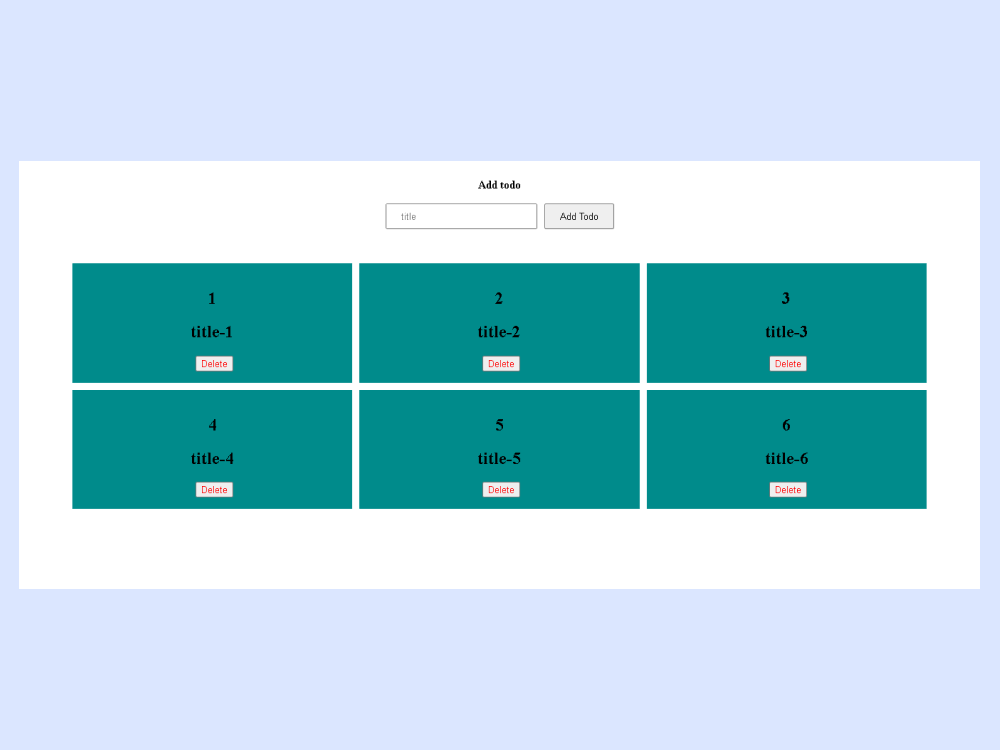 Add todo
title Add Todo
1 2 3
title-1 title-2 title-3
Delete Delete Delete
4 5 6
title-4 title-5 title-6
Delete Delete Delete